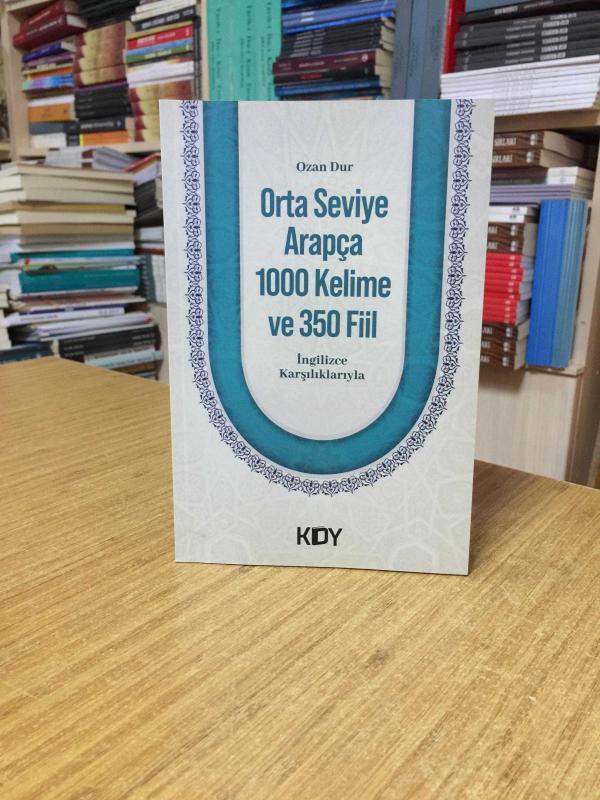 Ozan Dur
Orta Seviye
Arapça
1000 Kelime
ve 350 Fiil
İngilizce
Karşılıklarıyla
KDY